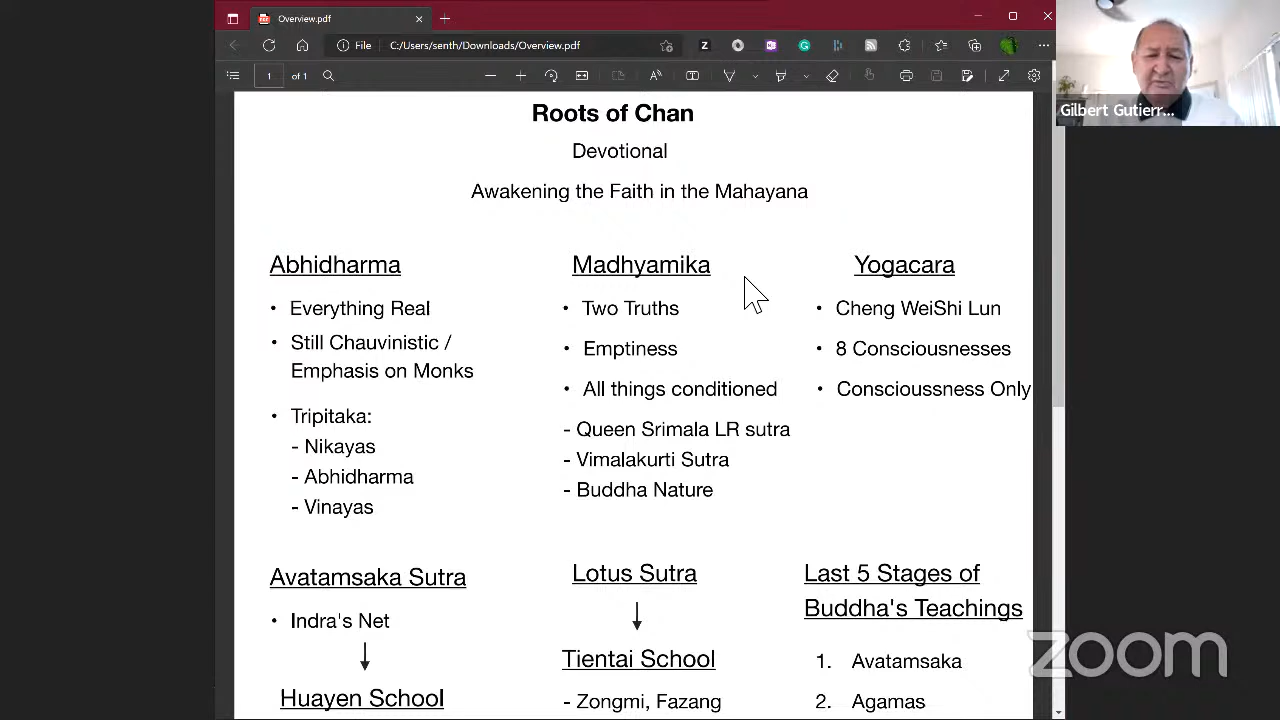 Overview.pdf
File
C:/Users/senth/Downloads/Overview.pdf
1
of 1
Gilbert Gutierr...
Roots of Chan
Devotional
Awakening the Faith in the Mahayana
Abhidharma
• Everything Real
• Still Chauvinistic /
Emphasis on Monks
• Tripitaka:
- Nikayas
- Abhidharma
- Vinayas
Madhyamika
• Two Truths
• Emptiness
• All things conditioned
- Queen Srimala LR sutra
- Vimalakurti Sutra
- Buddha Nature
Yogacara
• Cheng WeiShi Lun
• 8 Consciousnesses
• Conscioussness Only
Avatamsaka Sutra
• Indra's Net
Huayen School
Lotus Sutra
Tientai School
- Zongmi, Fazang
Last 5 Stages of
Buddha's Teachings
1. Avatamsaka
2. Agamas
zoom